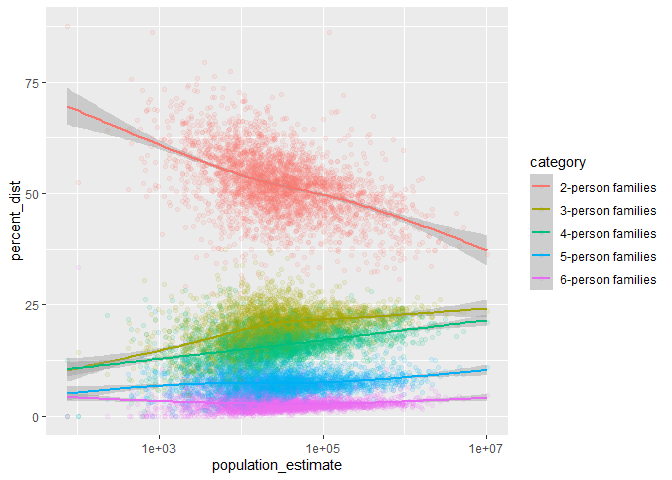 75
50
25
0
percent_dist
1e+03
1e+05
1e+07
population_estimate
category
2-person families
3-person families
4-person families
5-person families
6-person families